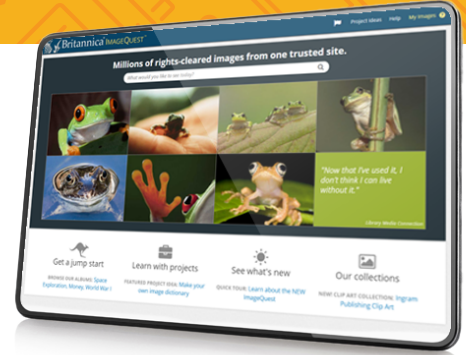 Project Ideas Help My Images
Britannica IMAGEQUEST
Millions of rights-cleared images from one trusted site.
What would you like to see today?
"Now that I've used it, I
don't think I can live
without it."
Library Media Connection
Get a jump start
Learn with projects
See what's new
Our collections
BROWSE OUR ALBUMS: Space
Exploration, Money, World War I
FEATURED PROJECT IDEA: Make your
own image dictionary
QUICK TOUR: Learn about the NEW
ImageQuest
NEW! CLIP ART COLLECTION: Ingram
Publishing Clip Art